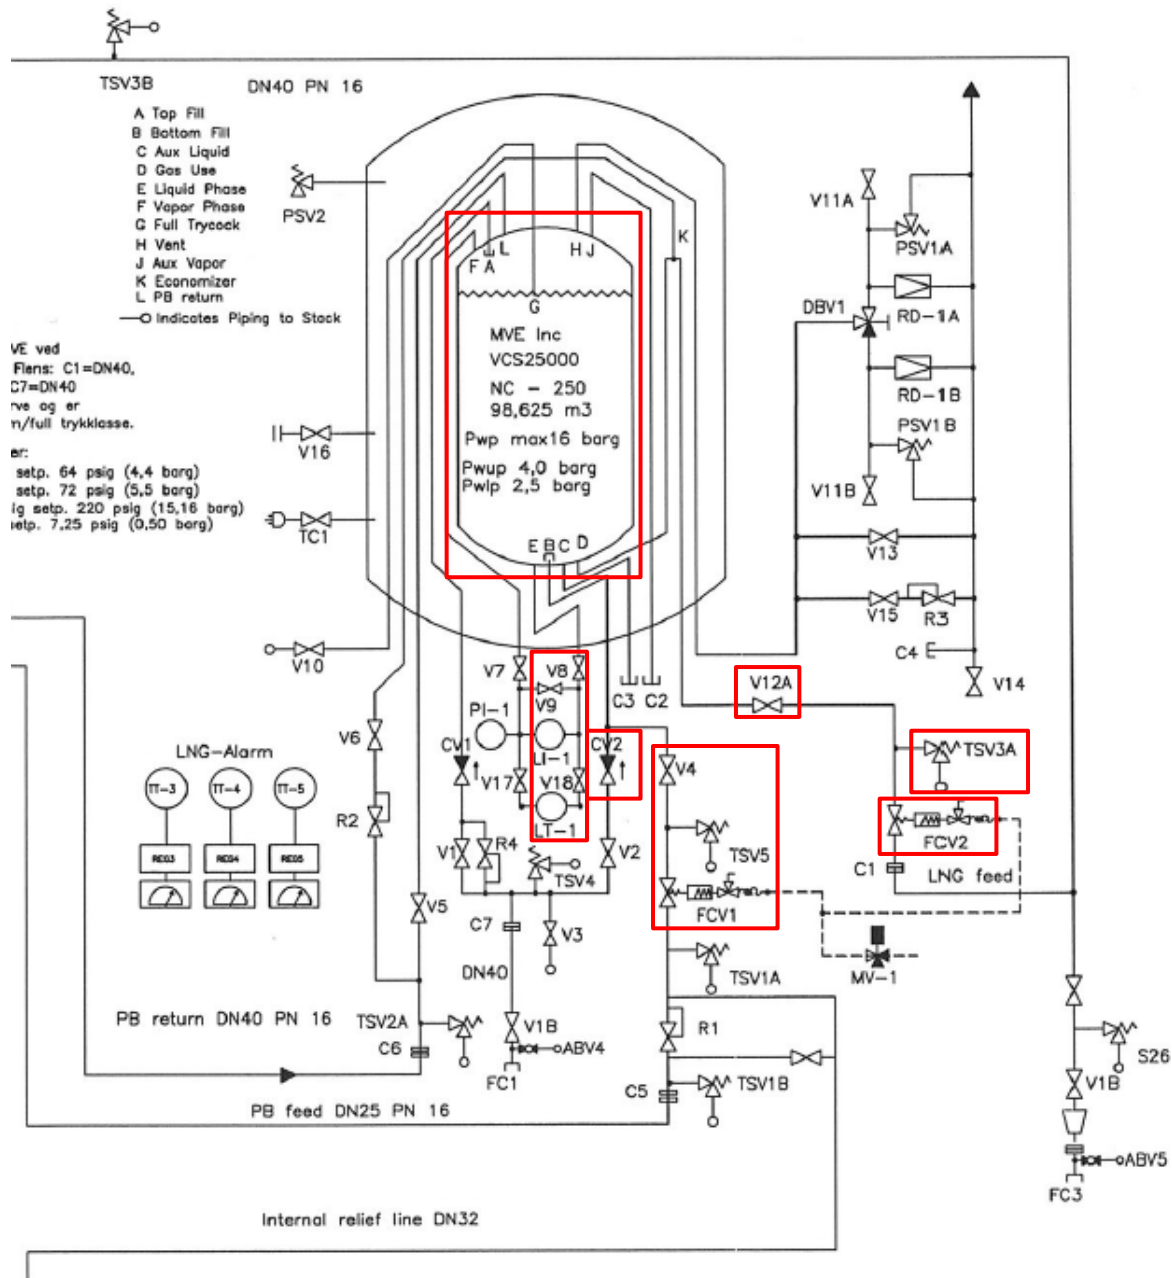 TSV3B
DN40 PN 16
A Top Fill
B Bottom Fill
C Aux Liquid
D Gas Use
E Liquid Phase
F Vapor Phase
G Full Trycock
H Vent
J Aux Vapor
K Economizer
L PB return
Indicates Piping to Stack
PSV2
VE ved
Flens: C1=DN40,
C7=DN40
rve og er
n/full trykklasse.
er:
setp. 64 psig (4,4 barg)
setp. 72 psig (5,5 barg)
ig setp. 220 psig (15,16 barg)
setp. 7,25 psig (0,50 barg)
V16
TC1
V10
F A L
H J
K
G
MVE Inc
VCS25000
NC - 250
98,625 m3
Pwp max16 barg
Pwup 4,0 barg
Pwlp 2,5 barg
E B C D
V11A
PSV1A
DBV1
RD-1A
RD-1B
PSV1B
V11B
V13
V15
R3
C4
V14
V7
V8
V9
C3
C2
V12A
PI-1
LI-1
CV1
CV2
V17
V18
LT-1
V4
TSV3A
V6
LNG-Alarm
TT-3
TT-4
TT-5
REG3
REG4
REG5
R2
V1
R4
TSV4
V2
TSV5
FCV1
FCV2
C1
LNG feed
V5
C7
V3
DN40
MV-1
TSV1A
PB return DN40 PN 16
TSV2A
C6
V1B
ABV4
FC1
R1
C5
TSV1B
S26
V1B
PB feed DN25 PN 16
ABV5
FC3
Internal relief line DN32